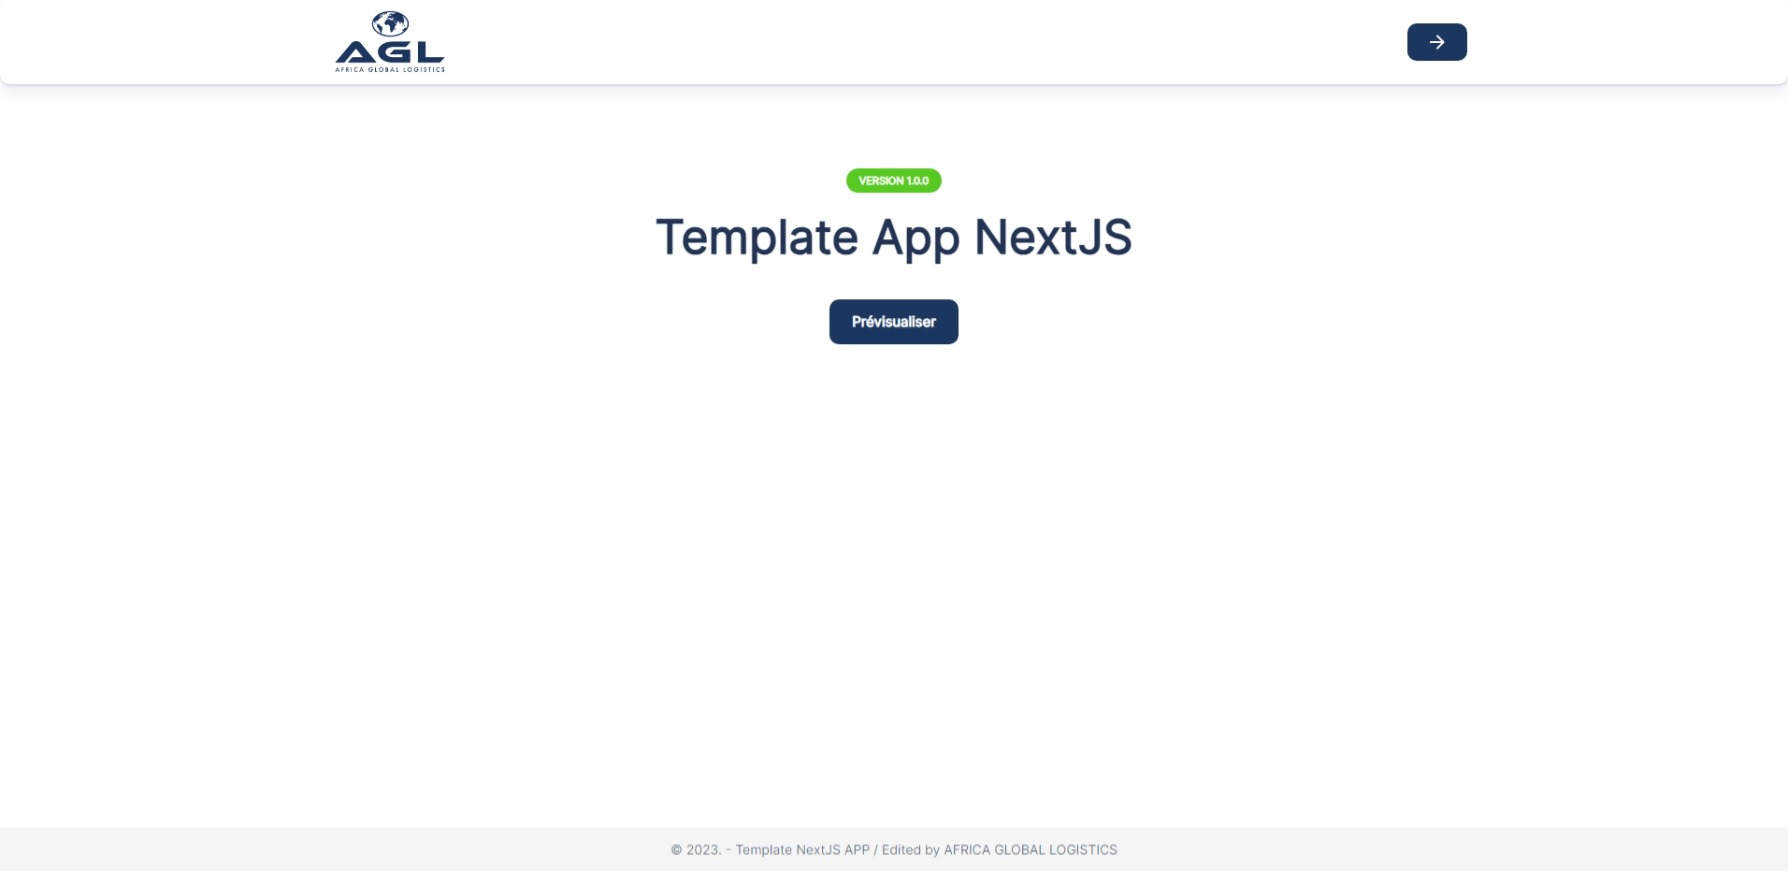 AGL
AFRICA GLOBAL LOGISTICS
VERSION 1.0.0
Template App NextJS
Prévisualiser
© 2023. - Template NextJS APP / Edited by AFRICA GLOBAL LOGISTICS